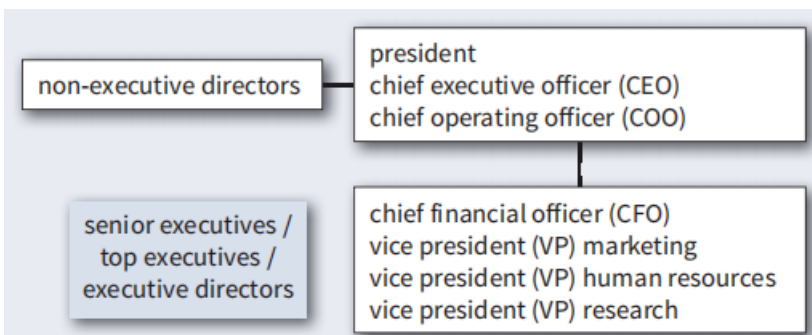 non-executive directors
president
chief executive officer (CEO)
chief operating officer (COO)
senior executives /
top executives /
executive directors
chief financial officer (CFO)
vice president (VP) marketing
vice president (VP) human resources
vice president (VP) research